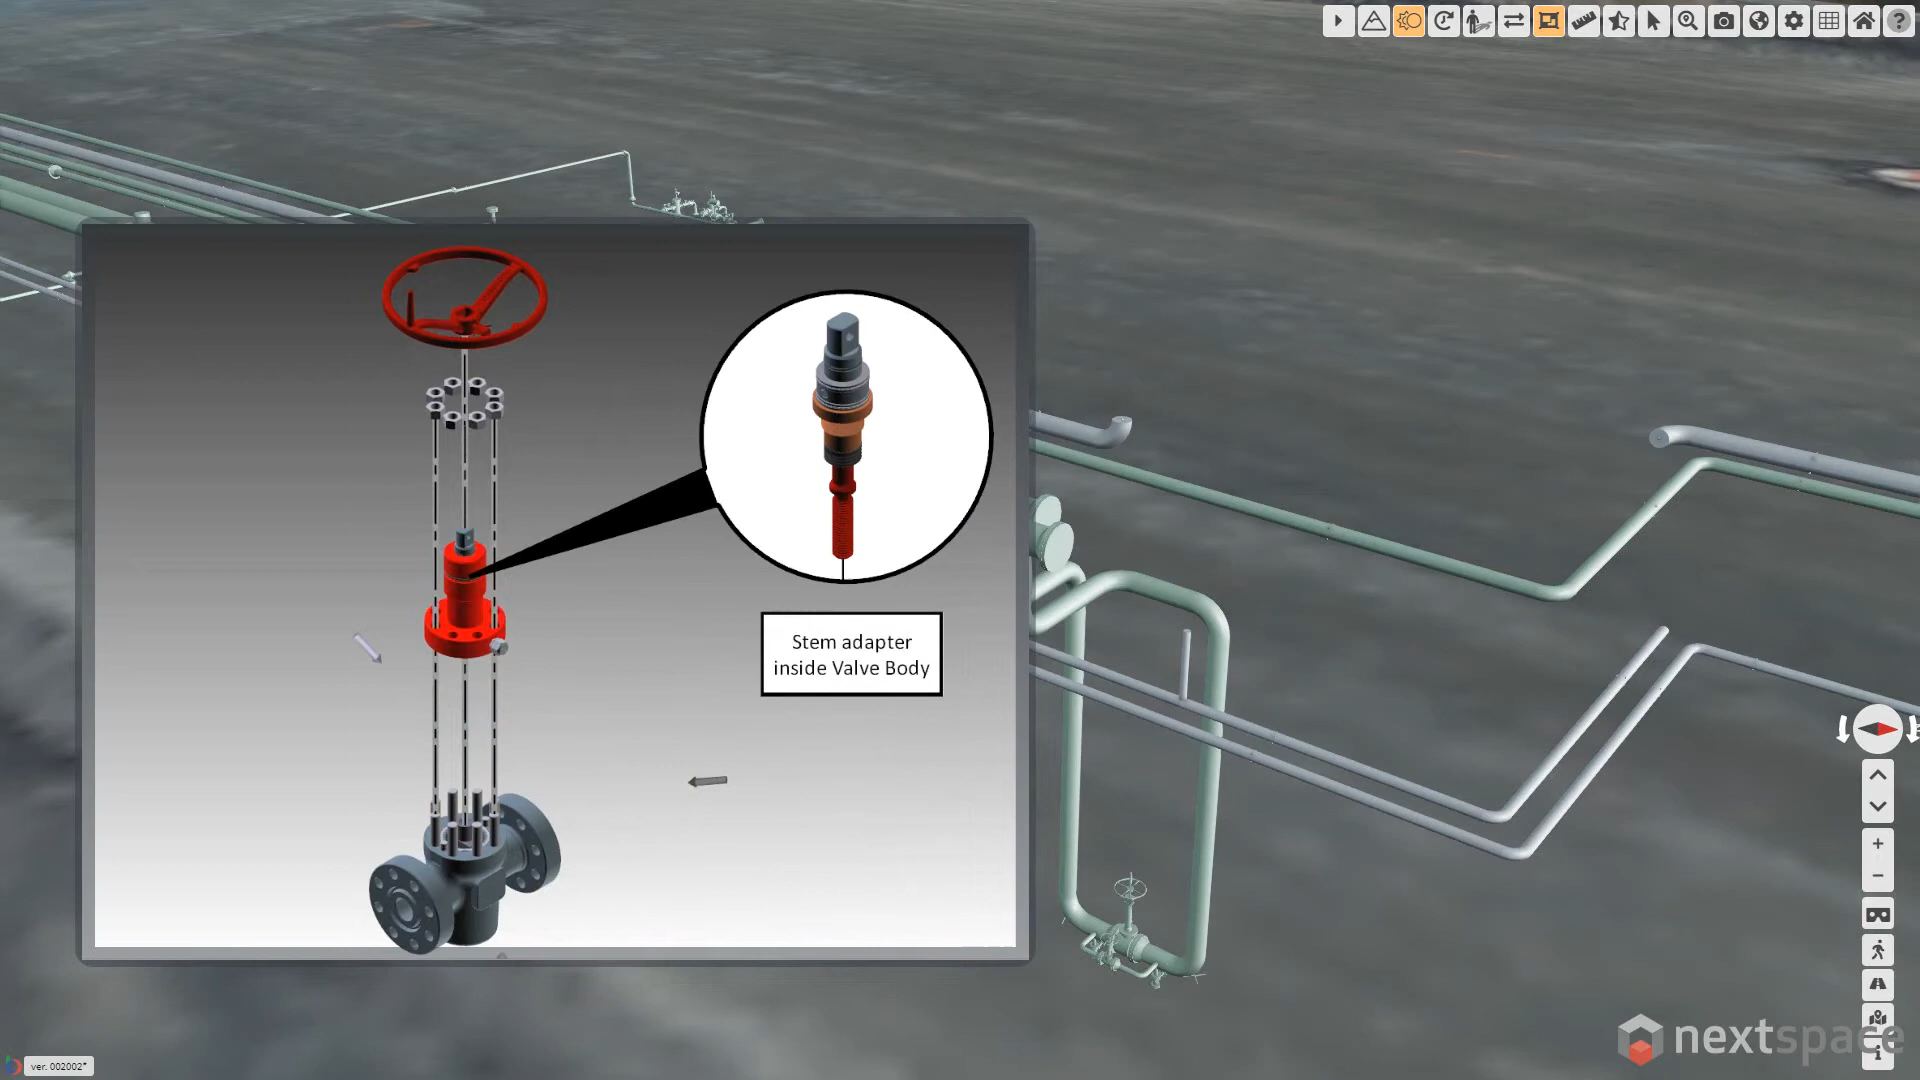 Stem adapter
inside Valve Body
nextspace
ver. 002002*